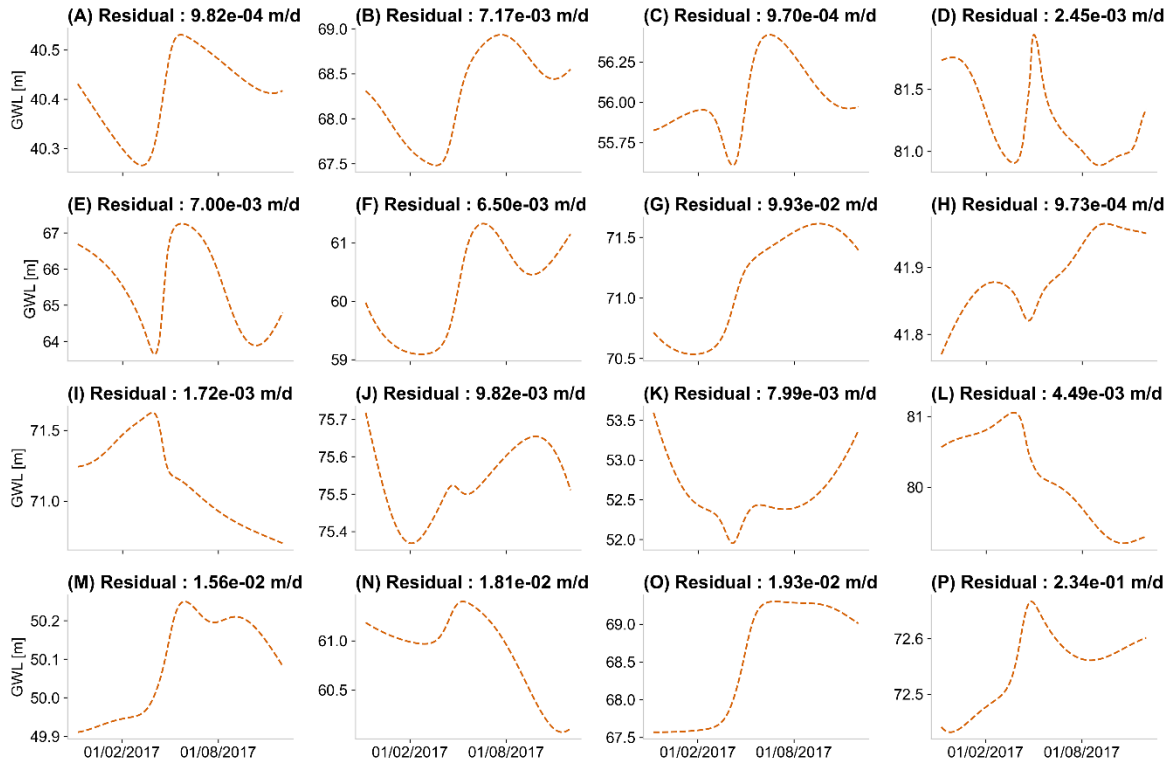 (A) Residual : 9.82e-04 m/d
(B) Residual : 7.17e-03 m/d
(C) Residual : 9.70e-04 m/d
(D) Residual : 2.45e-03 m/d
GWL [m]
40.5
40.4
40.3
69.0
68.5
68.0
67.5
56.25
56.00
55.75
81.5
81.0
(E) Residual : 7.00e-03 m/d
(F) Residual : 6.50e-03 m/d
(G) Residual : 9.93e-02 m/d
(H) Residual : 9.73e-04 m/d
GWL [m]
67
66
65
64
61
60
59
71.5
71.0
70.5
41.9
41.8
(I) Residual : 1.72e-03 m/d
(J) Residual : 9.82e-03 m/d
(K) Residual : 7.99e-03 m/d
(L) Residual : 4.49e-03 m/d
GWL [m]
71.5
71.0
75.7
75.6
75.5
75.4
53.5
53.0
52.5
52.0
81
80
(M) Residual : 1.56e-02 m/d
(N) Residual : 1.81e-02 m/d
(O) Residual : 1.93e-02 m/d
(P) Residual : 2.34e-01 m/d
GWL [m]
50.2
50.1
50.0
49.9
61.0
60.5
69.0
68.5
68.0
67.5
72.6
72.5
01/02/2017
01/08/2017
01/02/2017
01/08/2017
01/02/2017
01/08/2017
01/02/2017
01/08/2017